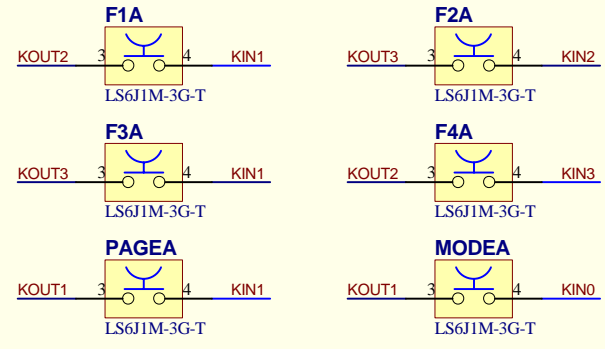 F1A F2A
KOUT2 3 4 KIN1 KOUT3 3 4 KIN2
LS6J1M-3G-T LS6J1M-3G-T
F3A F4A
KOUT3 3 4 KIN1 KOUT2 3 4 KIN3
LS6J1M-3G-T LS6J1M-3G-T
PAGEA MODEA
KOUT1 3 4 KIN1 KOUT1 3 4 KIN0
LS6J1M-3G-T LS6J1M-3G-T